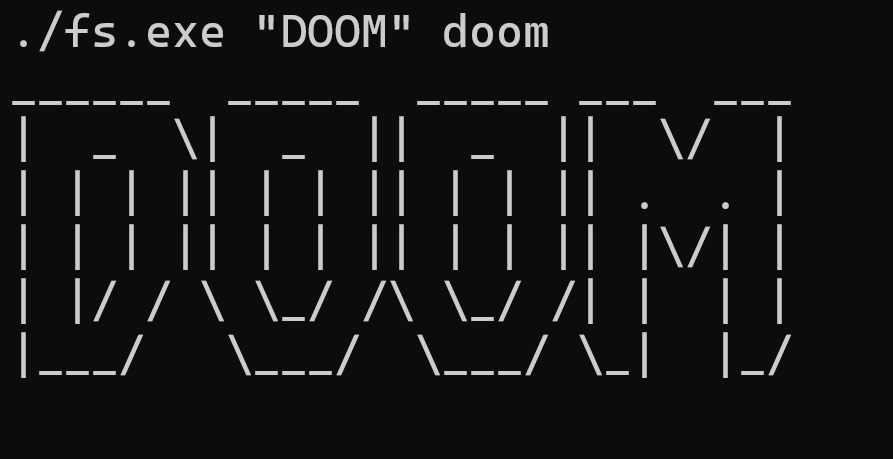 ./fs.exe "DOOM" doom
______  _____  _____ ___  ___
|  _  \|  _  ||  _  ||  \/  |
| | | || | | || | | || .  . |
| | | || | | || | | || |\/| |
| |/ / \ \_/ /\ \_/ /| |  | |
|___/   \___/  \___/ \_|  |_/